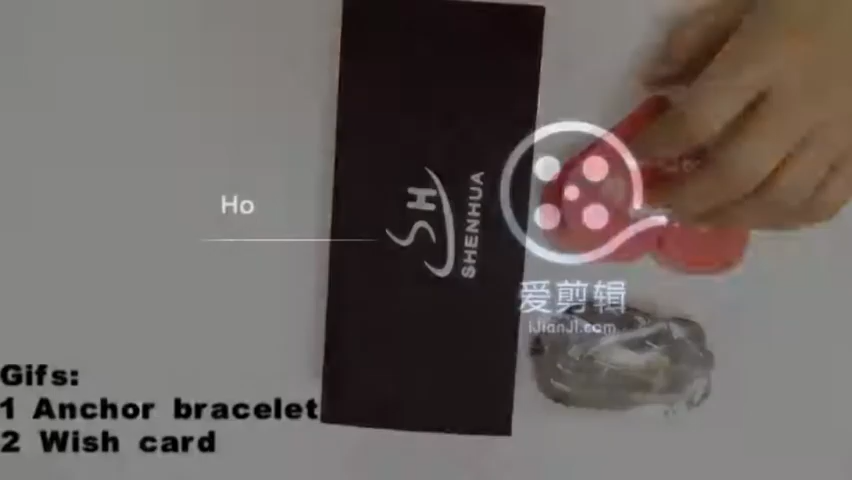 SH
SHENHUA
Ho
爱剪辑
iJianJi.com
Gifs:
1 Anchor bracelet
2 Wish card